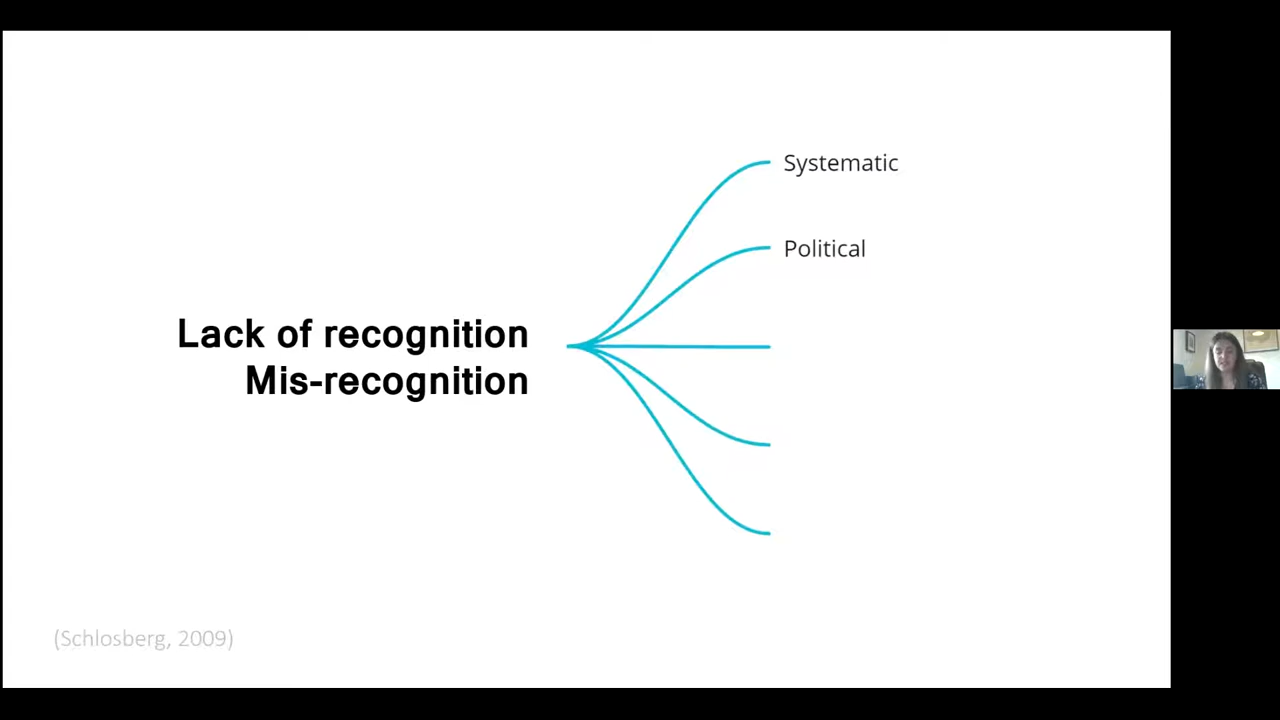 Systematic
Political
Lack of recognition
Mis-recognition
(Schlosberg, 2009)